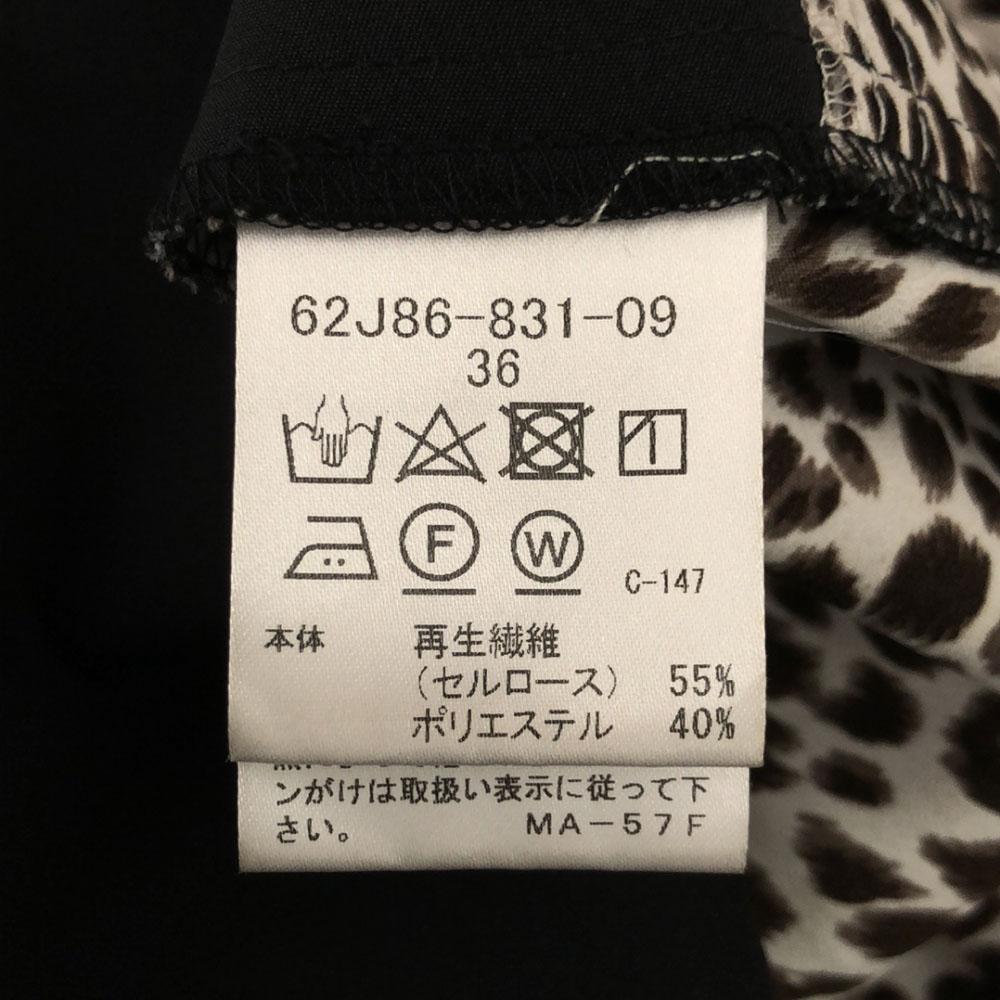 62J86-831-09
36
F W C-147
本体 再生繊維
(セルロース) 55%
ポリエステル 40%
ンがけは取扱い表示に従って下
さい。 MA-57F